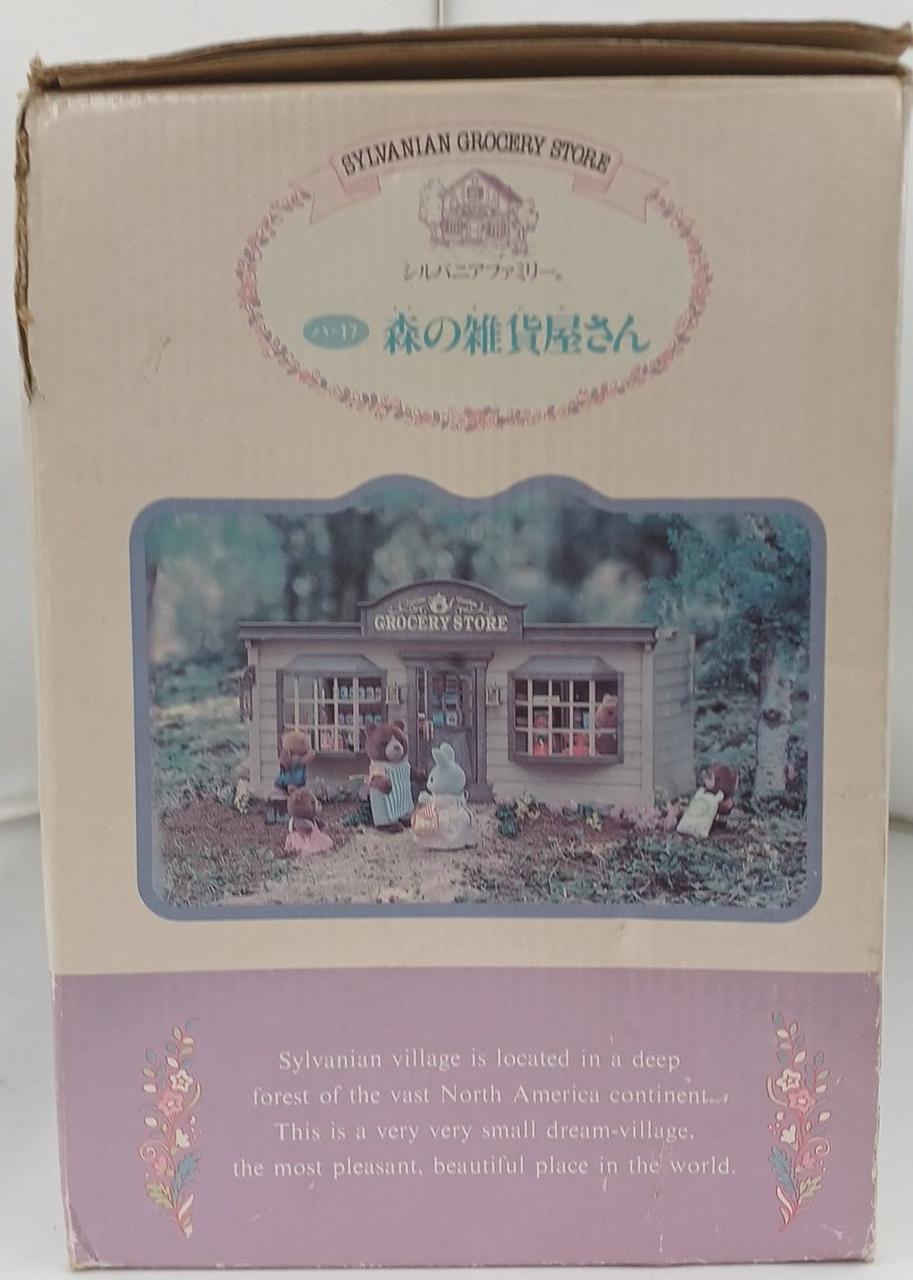 SYLVANIAN GROCERY STORE
シルバニアファミリー®
ハ-17 森の雑貨屋さん
GROCERY STORE
Sylvanian village is located in a deep
forest of the vast North America continent.
This is a very very small dream-village,
the most pleasant, beautiful place in the world.